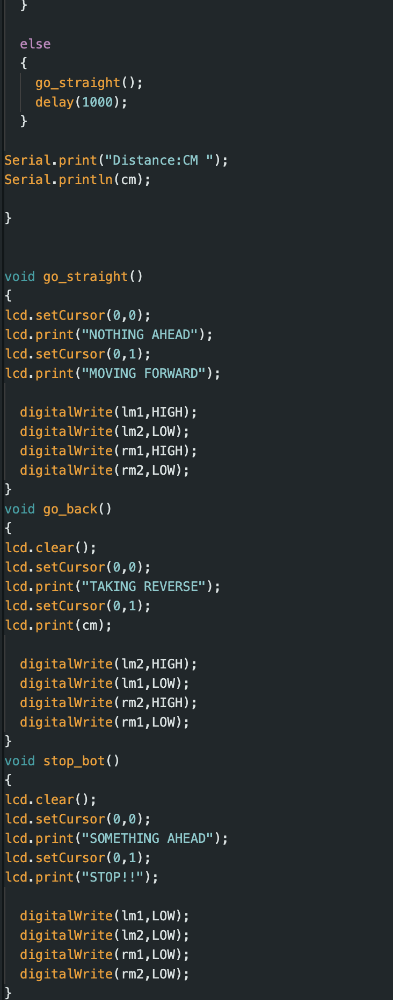 }
else
{
go_straight();
delay(1000);
}
Serial.print("Distance:CM ");
Serial.println(cm);
}
void go_straight()
{
lcd.setCursor(0,0);
lcd.print("NOTHING AHEAD");
lcd.setCursor(0,1);
lcd.print("MOVING FORWARD");
digitalWrite(lm1,HIGH);
digitalWrite(lm2,LOW);
digitalWrite(rm1,HIGH);
digitalWrite(rm2,LOW);
}
void go_back()
{
lcd.clear();
lcd.setCursor(0,0);
lcd.print("TAKING REVERSE");
lcd.setCursor(0,1);
lcd.print(cm);
digitalWrite(lm2,HIGH);
digitalWrite(lm1,LOW);
digitalWrite(rm2,HIGH);
digitalWrite(rm1,LOW);
}
void stop_bot()
{
lcd.clear();
lcd.setCursor(0,0);
lcd.print("SOMETHING AHEAD");
lcd.setCursor(0,1);
lcd.print("STOP!!");
digitalWrite(lm1,LOW);
digitalWrite(lm2,LOW);
digitalWrite(rm1,LOW);
digitalWrite(rm2,LOW);
}